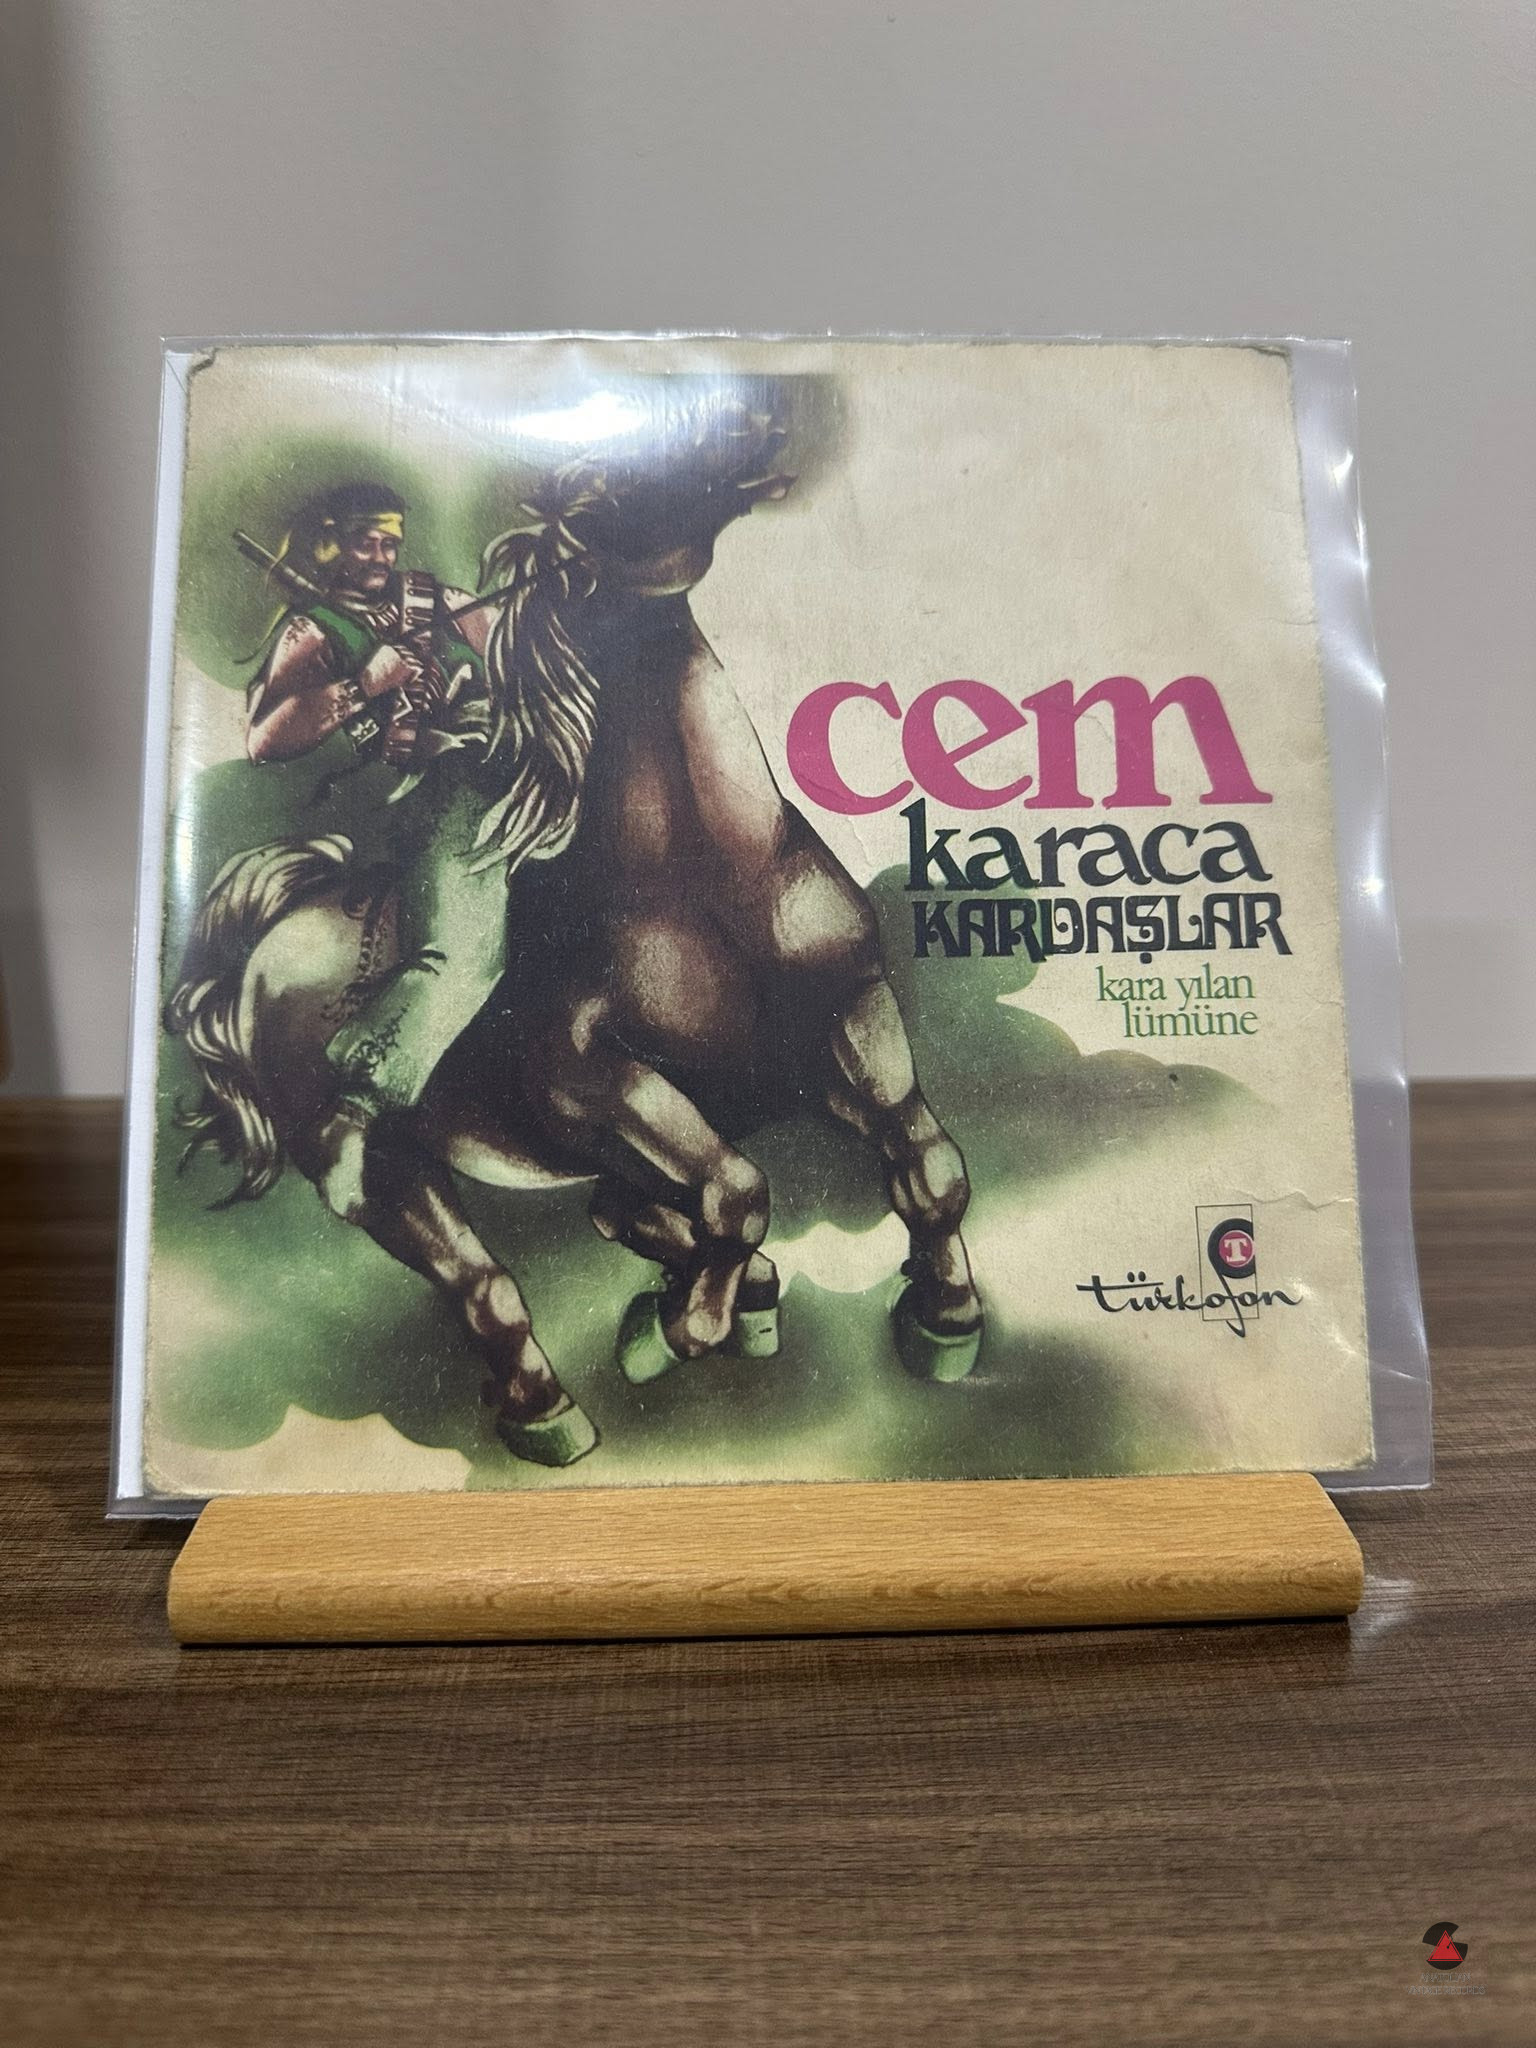 cem
karaca
KARDAŞLAR
kara yılan
lümüne
T
türkofon